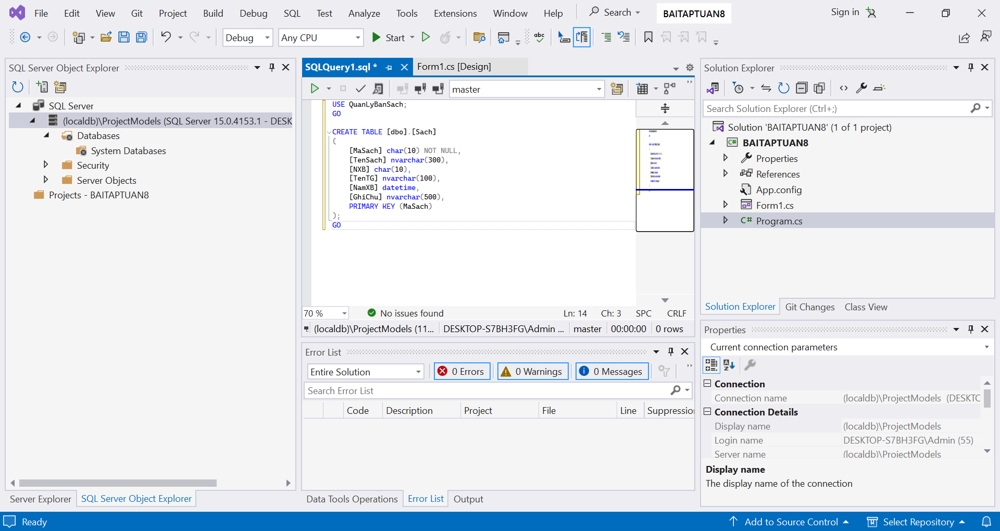 File Edit View Git Project Build Debug SQL Test Analyze Tools Extensions Window Help Search BAITAPTUAN8 Sign in
Debug Any CPU Start abc
SQL Server Object Explorer
SQL Server
(localdb)\ProjectModels (SQL Server 15.0.4153.1 - DESK
Databases
System Databases
Security
Server Objects
Projects - BAITAPTUAN8
Server Explorer SQL Server Object Explorer
SQLQuery1.sql * Form1.cs [Design]
master
USE QuanLyBanSach;
GO
CREATE TABLE [dbo].[Sach]
(
[MaSach] char(10) NOT NULL,
[TenSach] nvarchar(300),
[NXB] char(10),
[TenTG] nvarchar(100),
[NamXB] datetime,
[GhiChu] nvarchar(500),
PRIMARY KEY (MaSach)
);
GO
70 % No issues found Ln: 14 Ch: 3 SPC CRLF
(localdb)\ProjectModels (11... DESKTOP-S7BH3FG\Admin ... master 00:00:00 0 rows
Error List
Entire Solution 0 Errors 0 Warnings 0 Messages
Search Error List
Code Description Project File Line Suppression
Data Tools Operations Error List Output
Solution Explorer
Search Solution Explorer (Ctrl+;)
Solution 'BAITAPTUAN8' (1 of 1 project)
C# BAITAPTUAN8
Properties
References
App.config
Form1.cs
C# Program.cs
Solution Explorer Git Changes Class View
Properties
Current connection parameters
Connection
Connection name (localdb)\ProjectModels (DESKTC
Connection Details
Display name (localdb)\ProjectModels
Login name DESKTOP-S7BH3FG\Admin (55)
Server name (localdb)\ProjectModels
Display name
The display name of the connection
Ready Add to Source Control Select Repository